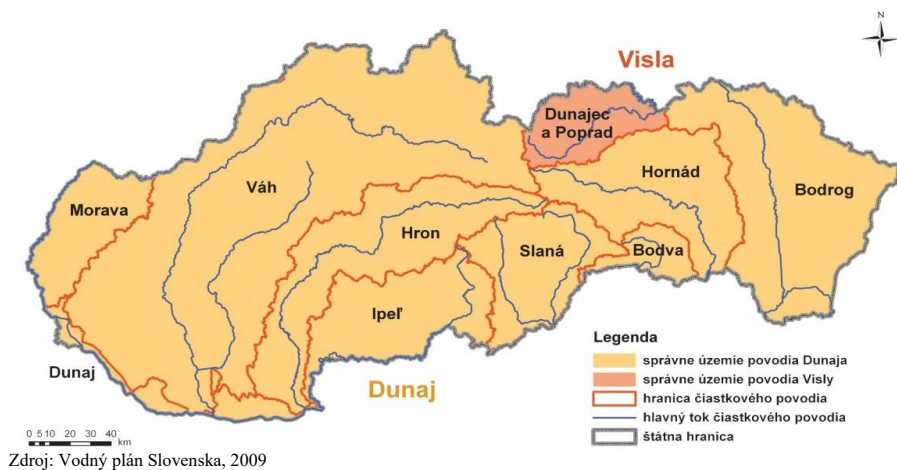 N
Visla
Dunajec
a Poprad
Hornád
Váh
Bodrog
Morava
Hron
Slaná
Bodva
Ipeľ
Dunaj
Dunaj
Legenda
správne územie povodia Dunaja
správne územie povodia Visly
hranica čiastkového povodia
hlavný tok čiastkového povodia
štátna hranica
0 5 10 20 30 40
km
Zdroj: Vodný plán Slovenska, 2009